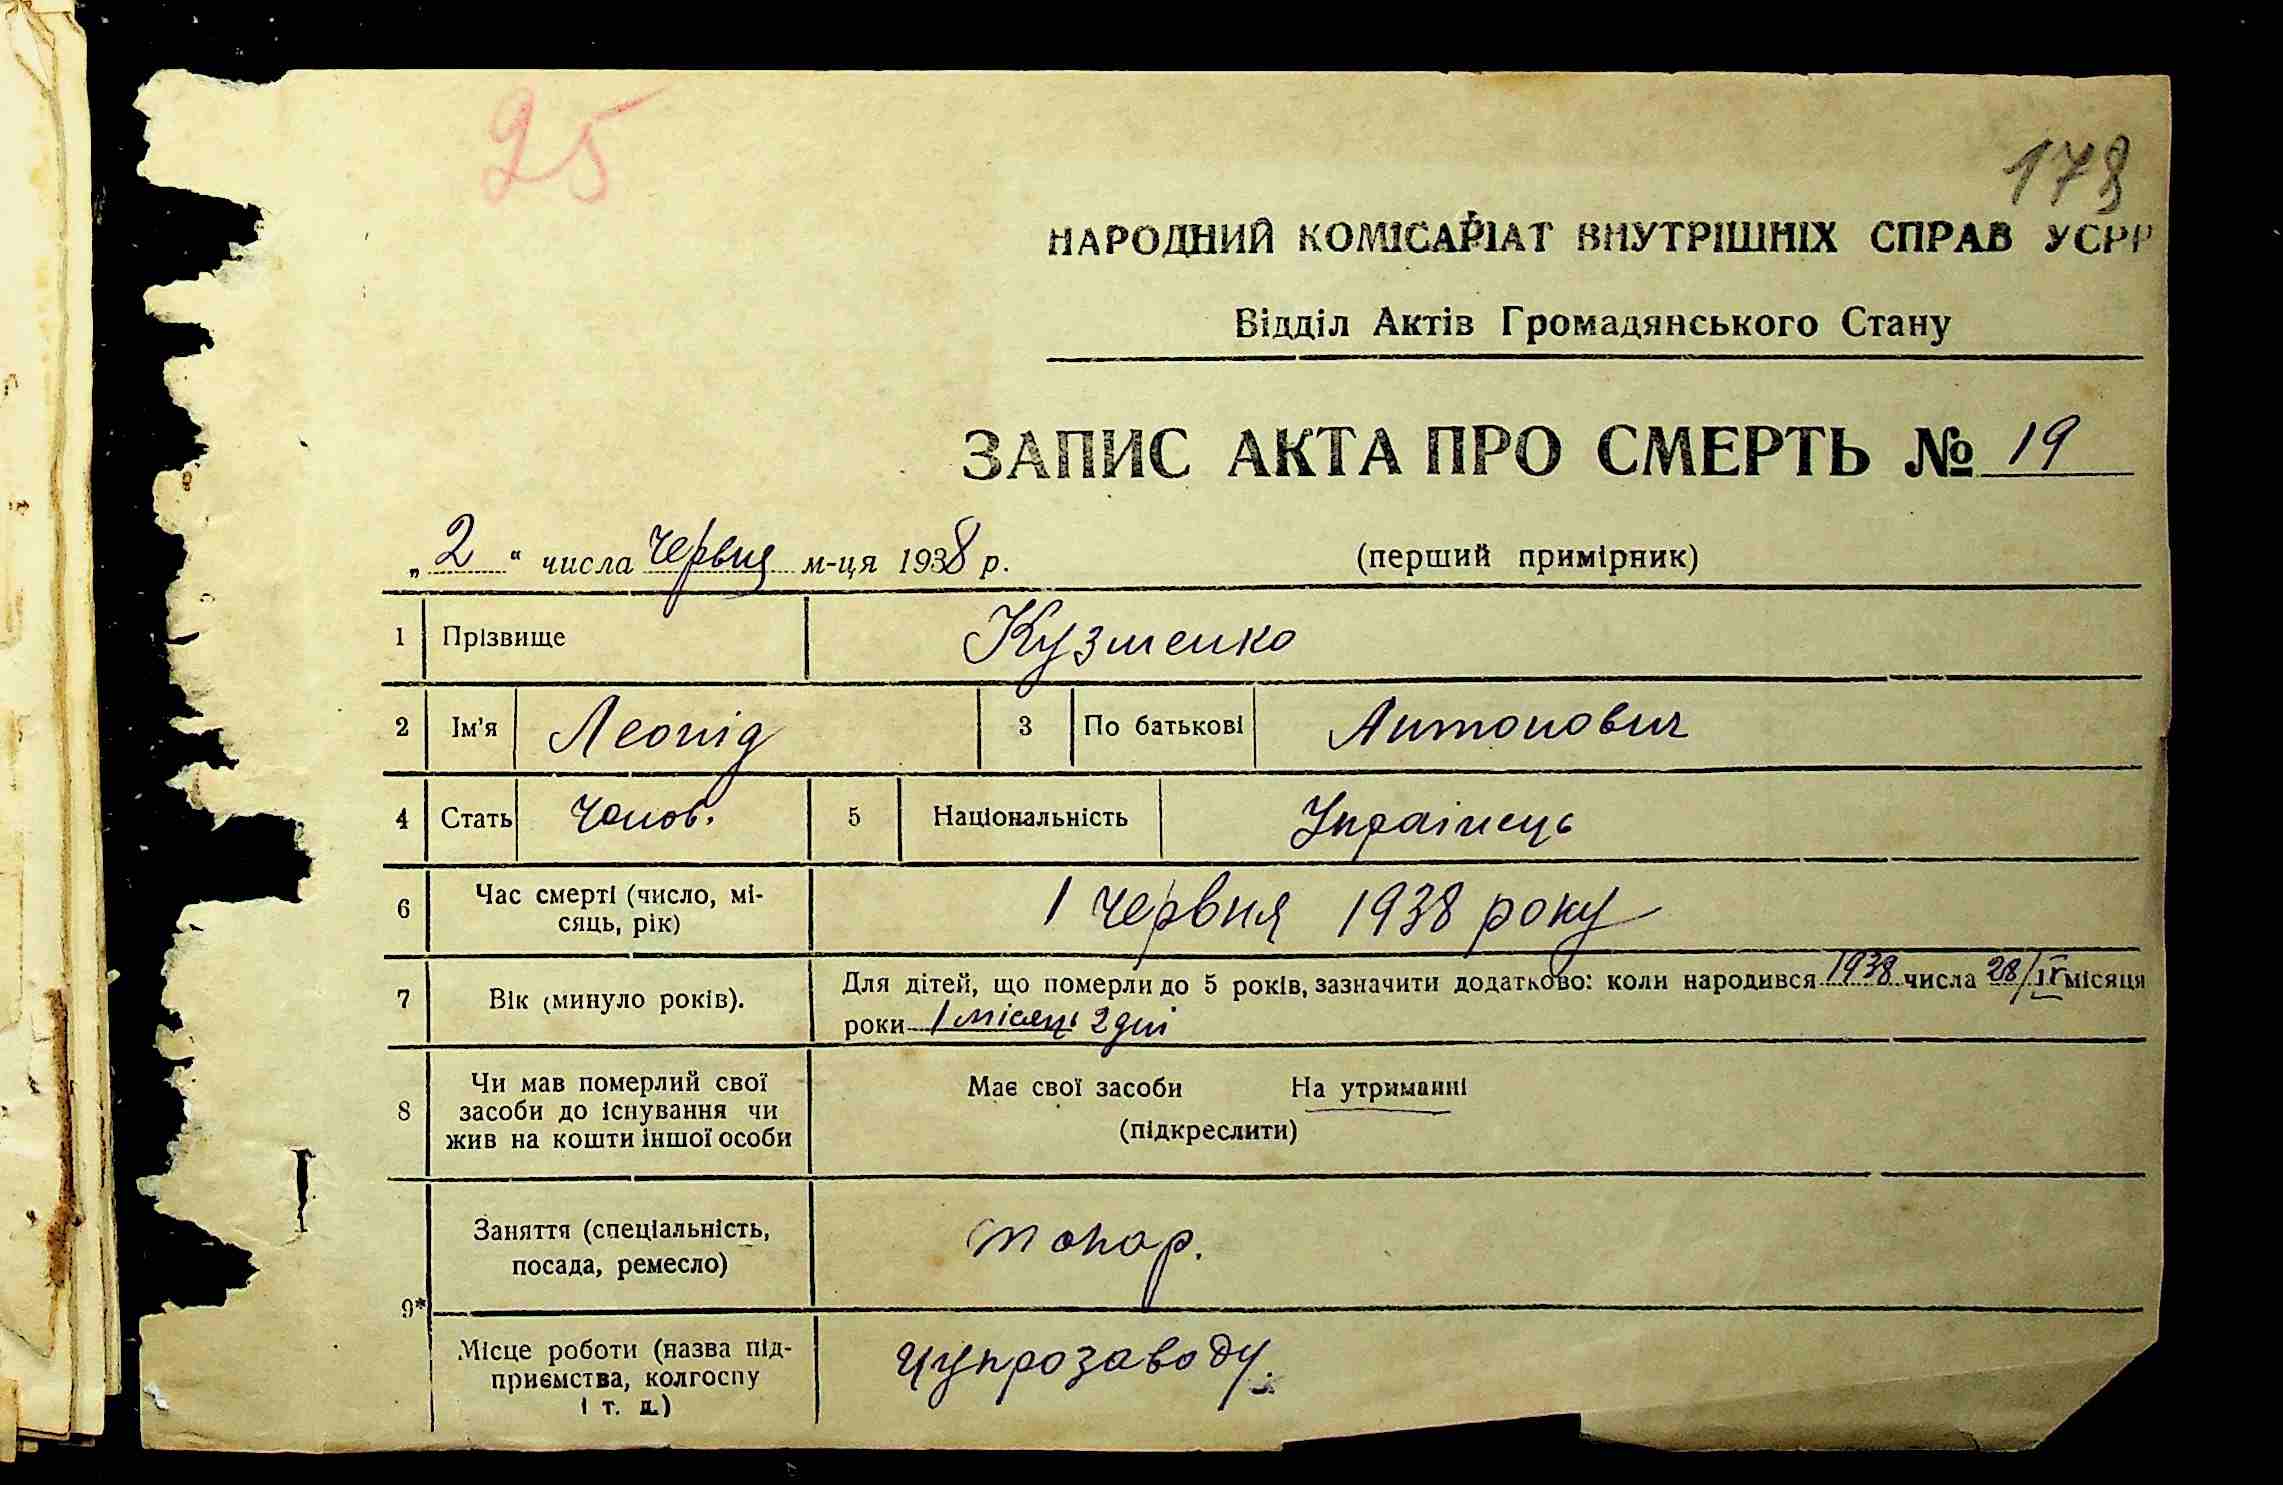 25
178
НАРОДНИЙ КОМІСАРІАТ ВНУТРІШНІХ СПРАВ УСРР
Відділ Актів Громадянського Стану
ЗАПИС АКТА ПРО СМЕРТЬ № 19
„ 2 “ числа червня м-ця 1938 р. (перший примірник)
1 Прізвище Кузменко
2 Ім'я Леонід 3 По батькові Антонович
4 Стать Чолов. 5 Національність Українець
6 Час смерті (число, мі-
сяць, рік) 1 червня 1938 року
7 Вік (минуло років). Для дітей, що померли до 5 років, зазначити додатково: коли народився 1938 числа 28/IV місяця
роки 1 місяць 2 дні
8 Чи мав померлий свої
засоби до існування чи
жив на кошти іншої особи
Має свої засоби На утриманні
(підкреслити)
9* Заняття (спеціальність,
посада, ремесло) токар.
Місце роботи (назва під-
приємства, колгоспу
і т. д.) цукрозаводу.